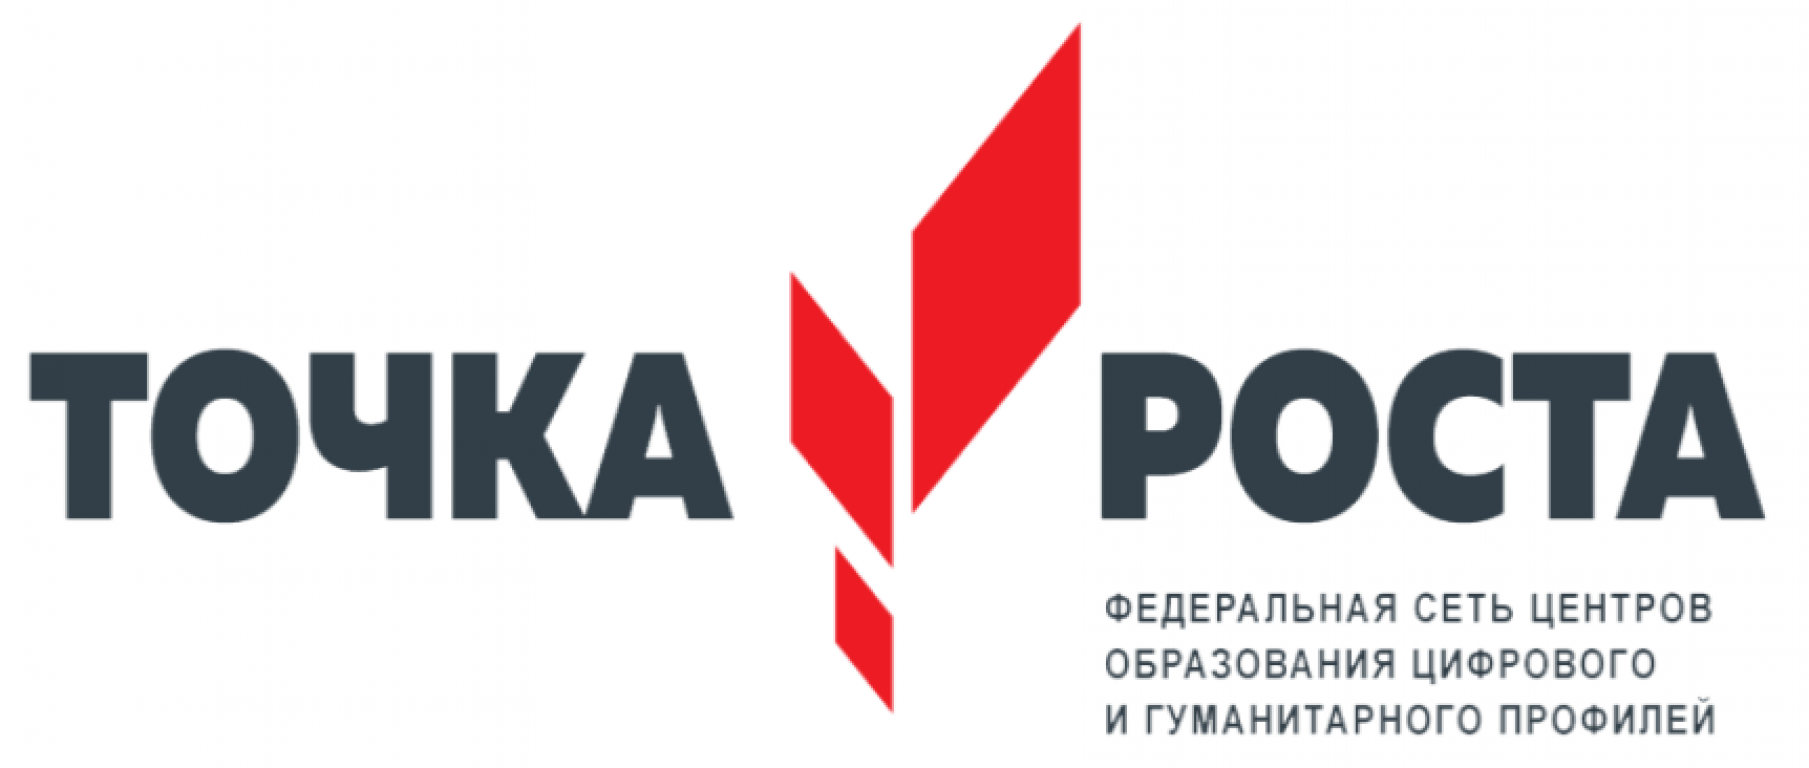 ТОЧКА РОСТА
ФЕДЕРАЛЬНАЯ СЕТЬ ЦЕНТРОВ
ОБРАЗОВАНИЯ ЦИФРОВОГО
И ГУМАНИТАРНОГО ПРОФИЛЕЙ